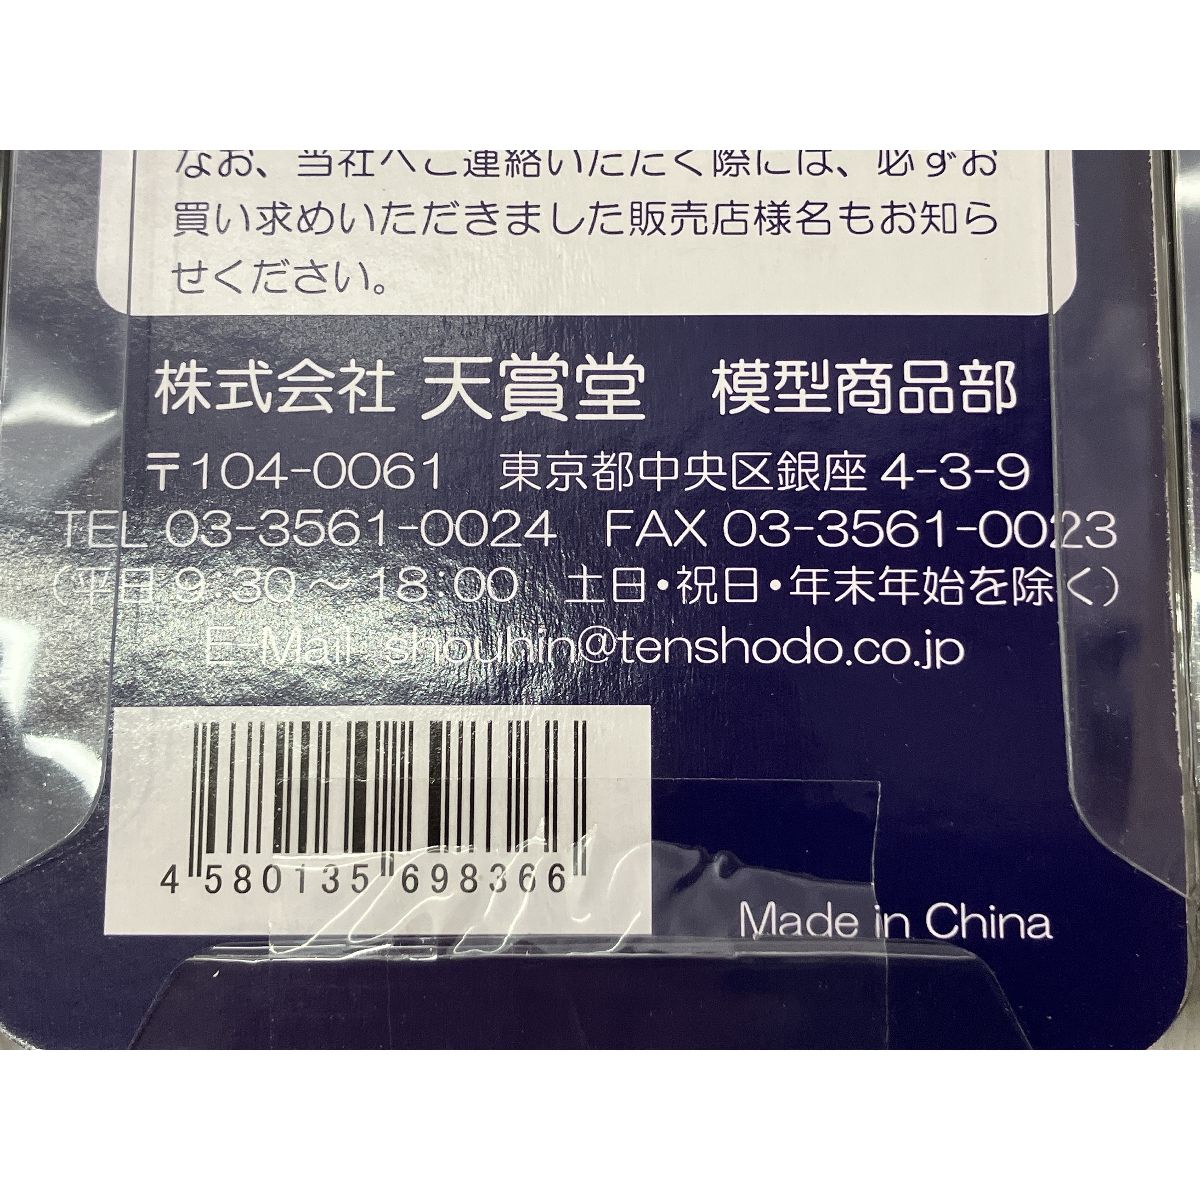 なお、当社へご連絡いただく際には、必ずお
買い求めいただきました販売店様名もお知ら
せください。
株式会社 天賞堂 模型商品部
〒104-0061 東京都中央区銀座 4-3-9
TEL 03-3561-0024 FAX 03-3561-0023
(平日 9:30～18:00 土日・祝日・年末年始を除く)
E-Mail shouhin@tenshodo.co.jp
4 580135 698366
Made in China